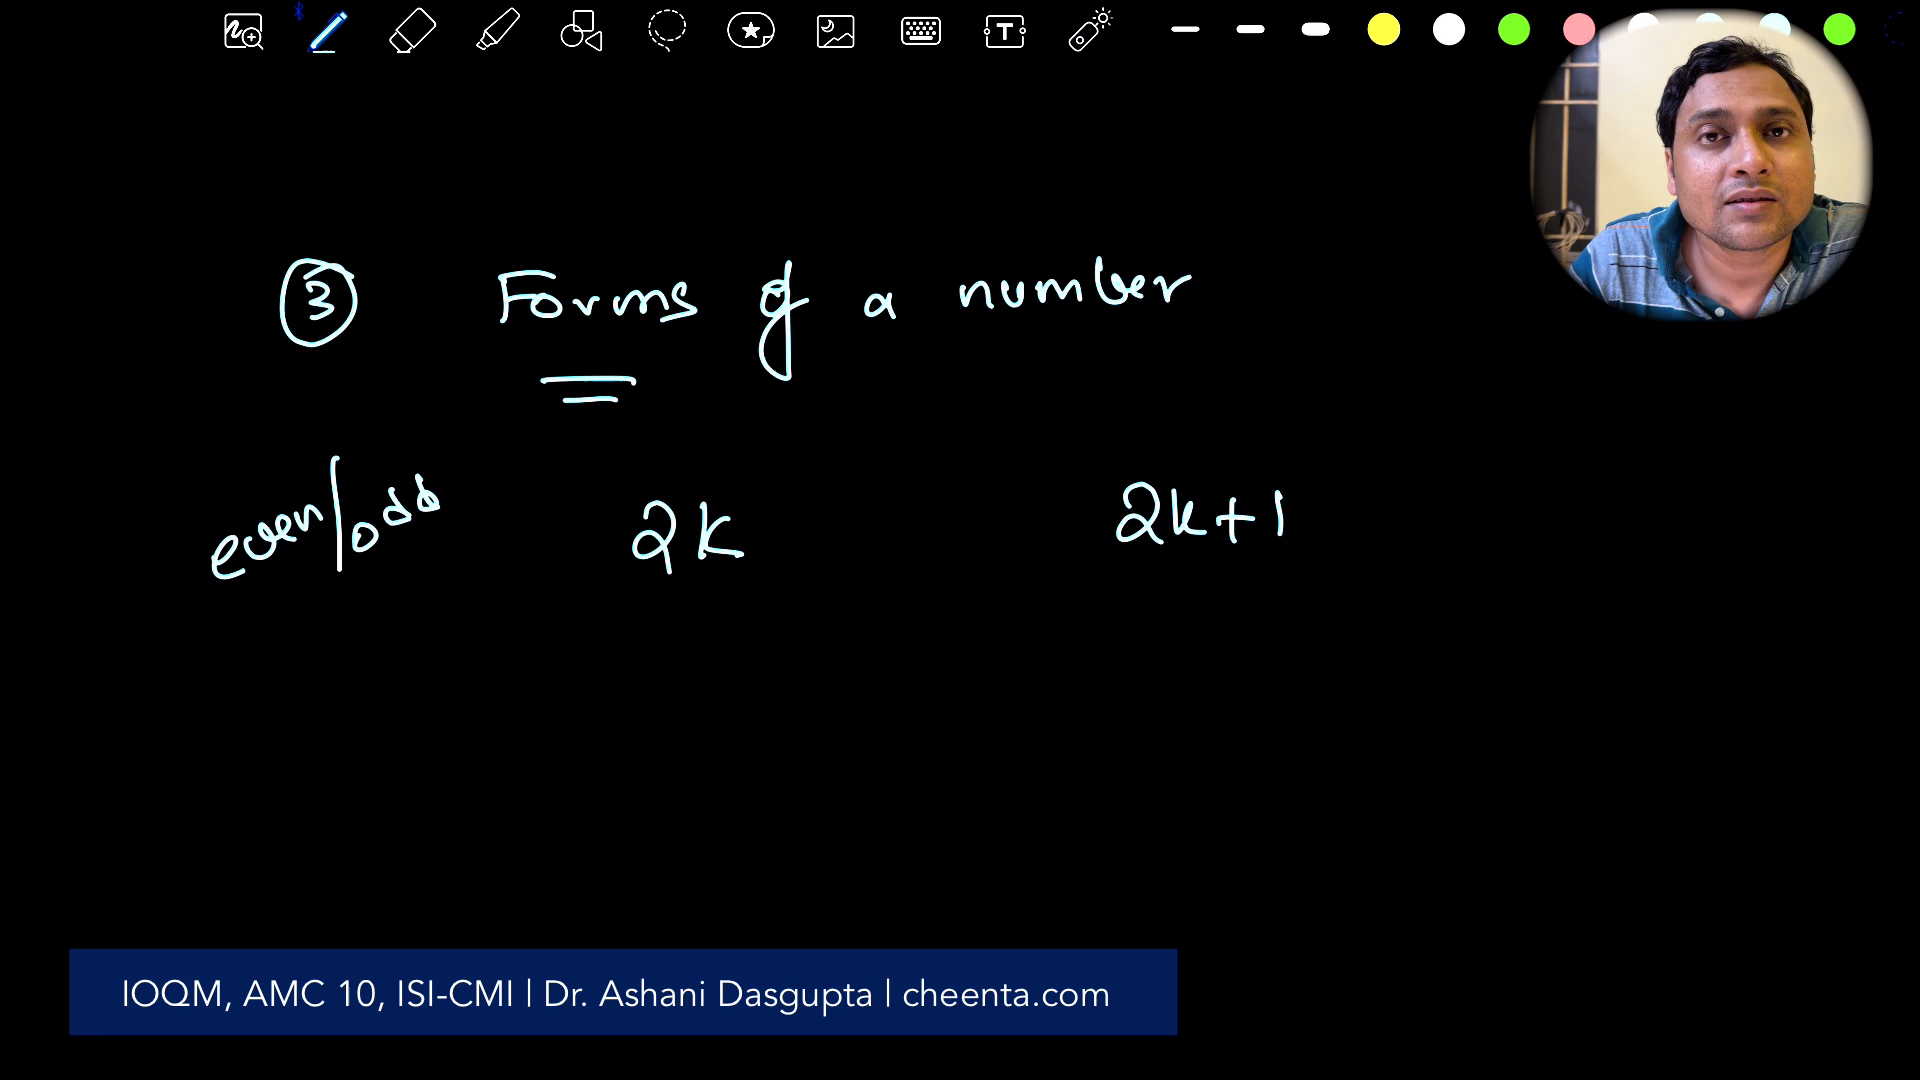 ③ Forms of a number
even/odd 2k 2k+1
IOQM, AMC 10, ISI-CMI | Dr. Ashani Dasgupta | cheenta.com